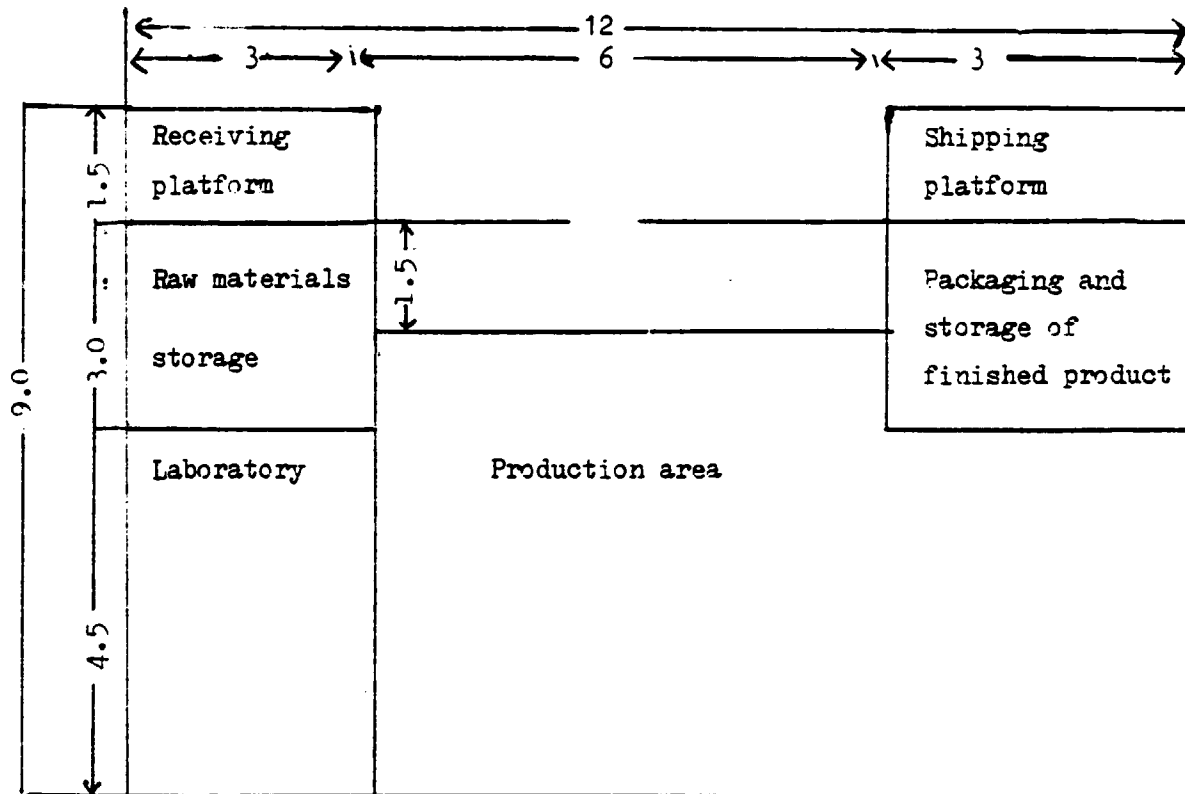 12
3 6 3
Receiving
platform
Shipping
platform
1.5
Raw materials
storage
1.5
Packaging and
storage of
finished product
3.0
9.0
Laboratory
Production area
4.5